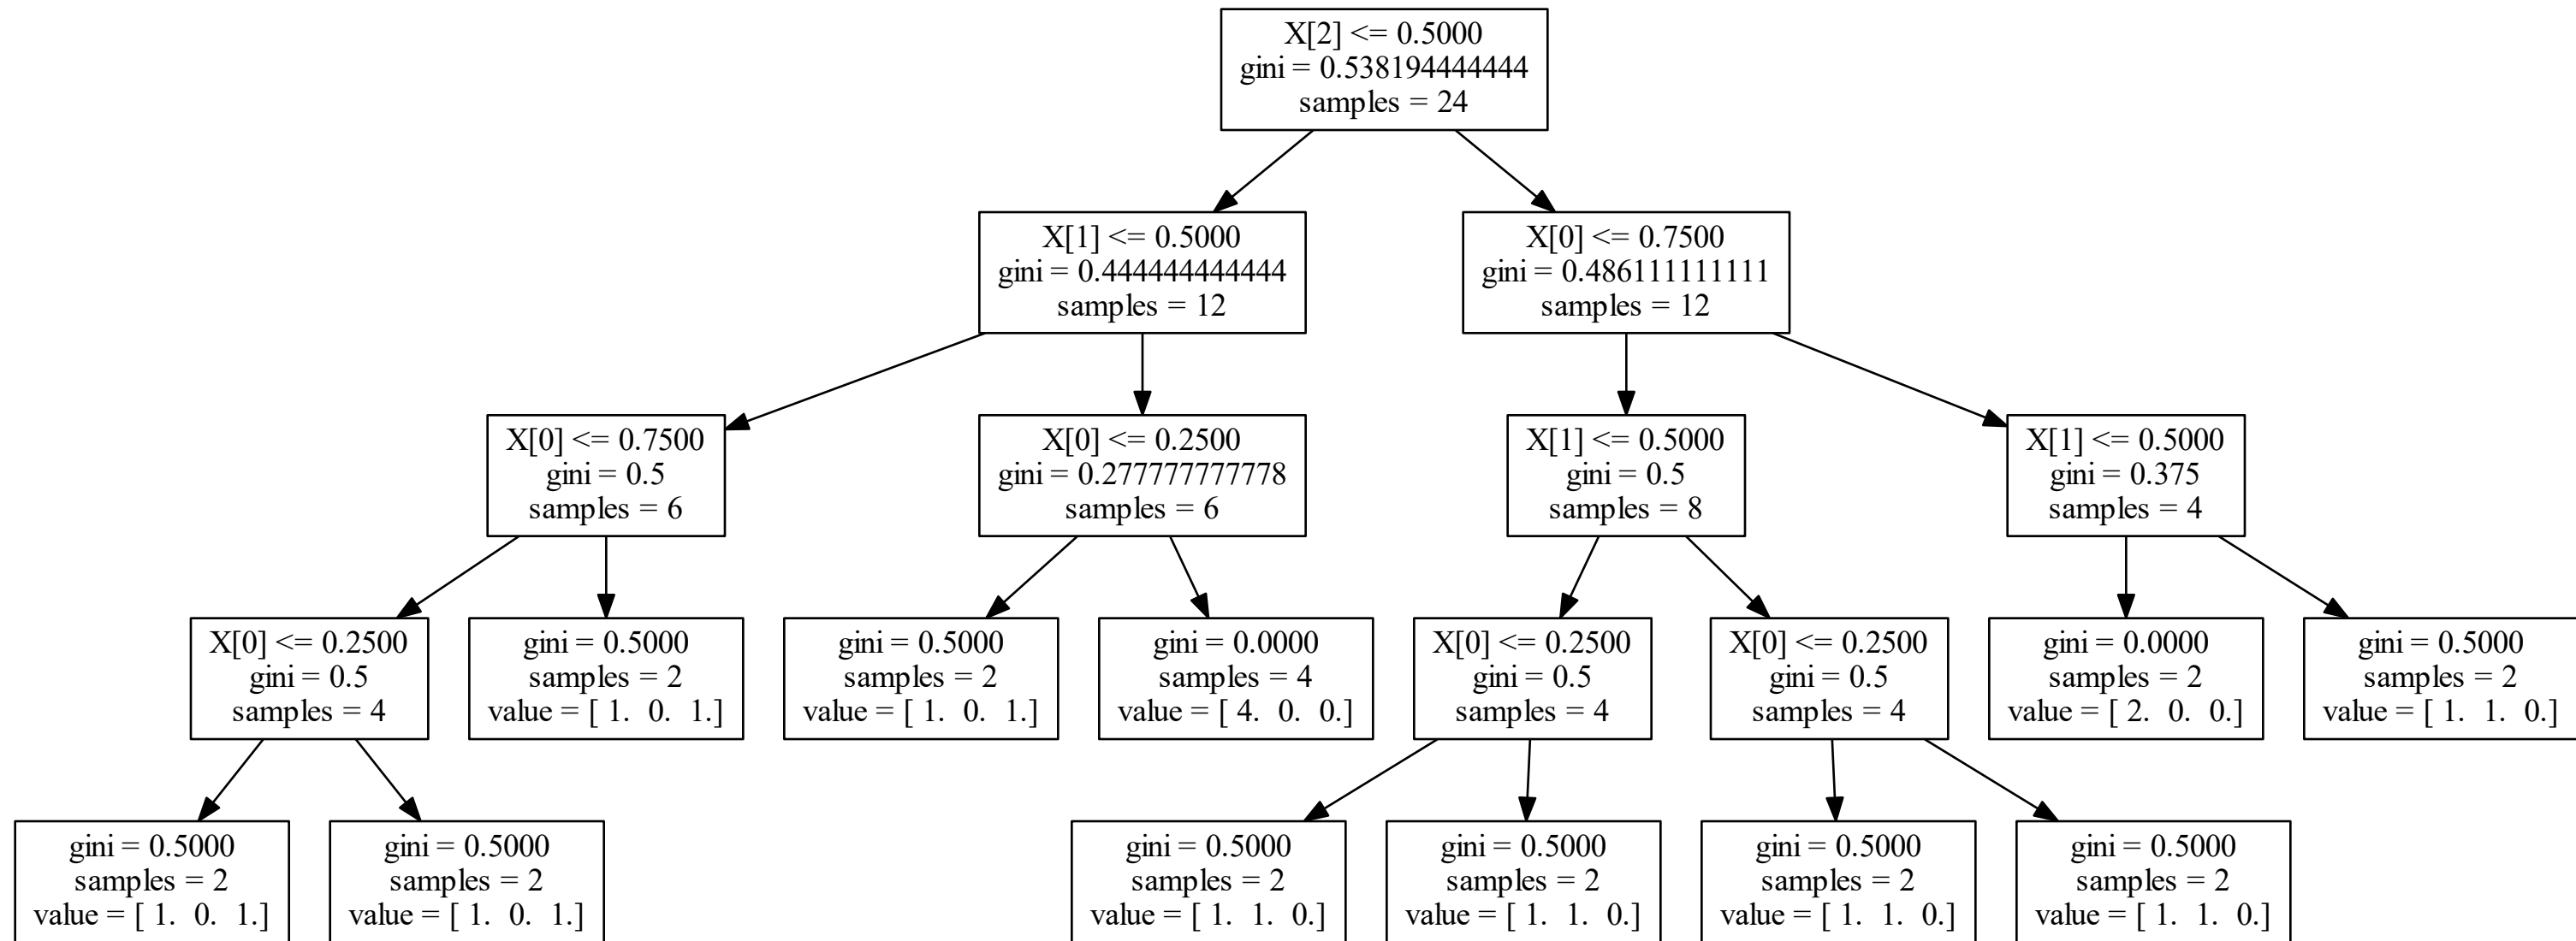 X[2] <= 0.5000
gini = 0.538194444444
samples = 24
X[1] <= 0.5000
gini = 0.444444444444
samples = 12
X[0] <= 0.7500
gini = 0.486111111111
samples = 12
X[0] <= 0.7500
gini = 0.5
samples = 6
X[0] <= 0.2500
gini = 0.277777777778
samples = 6
X[1] <= 0.5000
gini = 0.5
samples = 8
X[1] <= 0.5000
gini = 0.375
samples = 4
X[0] <= 0.2500
gini = 0.5
samples = 4
gini = 0.5000
samples = 2
value = [ 1. 0. 1.]
gini = 0.5000
samples = 2
value = [ 1. 0. 1.]
gini = 0.0000
samples = 4
value = [ 4. 0. 0.]
X[0] <= 0.2500
gini = 0.5
samples = 4
X[0] <= 0.2500
gini = 0.5
samples = 4
gini = 0.0000
samples = 2
value = [ 2. 0. 0.]
gini = 0.5000
samples = 2
value = [ 1. 1. 0.]
gini = 0.5000
samples = 2
value = [ 1. 0. 1.]
gini = 0.5000
samples = 2
value = [ 1. 0. 1.]
gini = 0.5000
samples = 2
value = [ 1. 1. 0.]
gini = 0.5000
samples = 2
value = [ 1. 1. 0.]
gini = 0.5000
samples = 2
value = [ 1. 1. 0.]
gini = 0.5000
samples = 2
value = [ 1. 1. 0.]